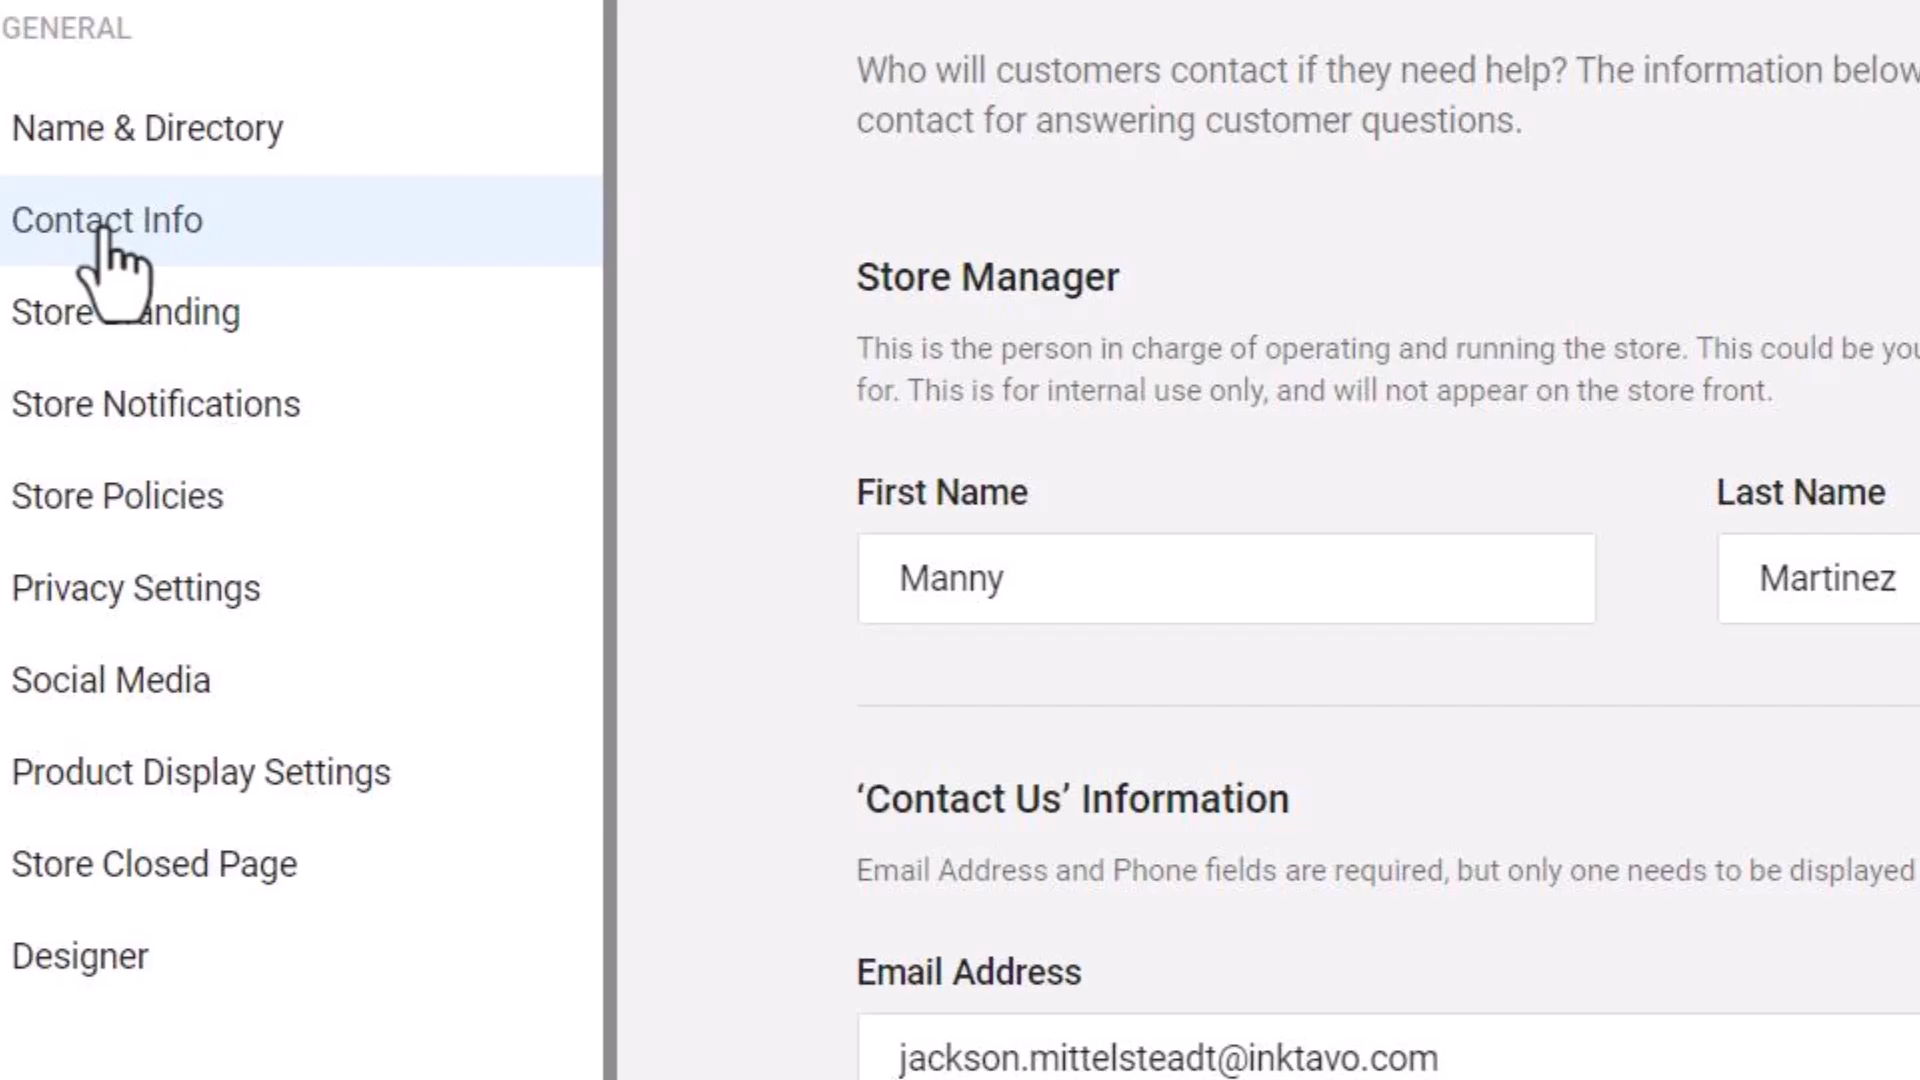 GENERAL
Name & Directory
Contact Info
Store
anding
Store Notifications
Store Policies
Privacy Settings
Social Media
Product Display Settings
Store Closed Page
Designer
Who will customers contact if they need help? The information below
contact for answering customer questions.
Store Manager
This is the person in charge of operating and running the store. This could be you
for. This is for internal use only, and will not appear on the store front.
First Name
Last Name
Manny
Martinez
‘Contact Us’ Information
Email Address and Phone fields are required, but only one needs to be displayed
Email Address
jackson.mittelsteadt@inktavo.com